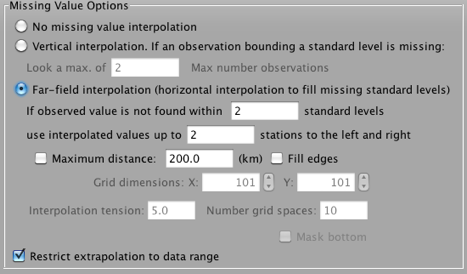 Missing Value Options
No missing value interpolation
Vertical interpolation. If an observation bounding a standard level is missing:
Look a max. of 2 Max number observations
Far-field interpolation (horizontal interpolation to fill missing standard levels)
If observed value is not found within 2 standard levels
use interpolated values up to 2 stations to the left and right
Maximum distance: 200.0 (km) Fill edges
Grid dimensions: X: 101 Y: 101
Interpolation tension: 5.0 Number grid spaces: 10
Mask bottom
Restrict extrapolation to data range